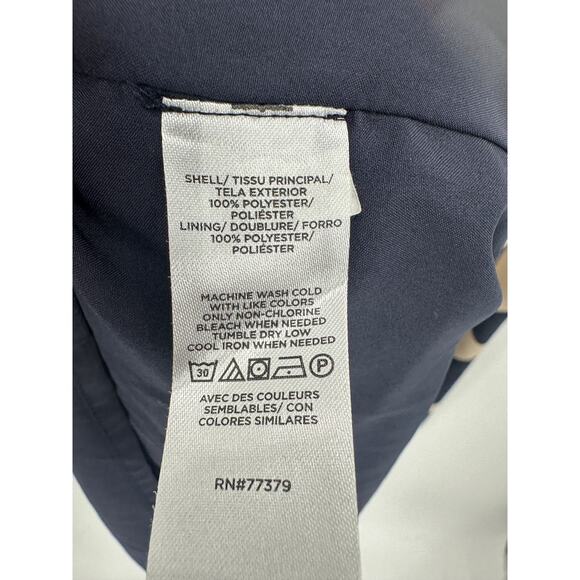 SHELL/ TISSU PRINCIPAL/
TELA EXTERIOR
100% POLYESTER/
POLIÉSTER
LINING/ DOUBLURE/ FORRO
100% POLYESTER/
POLIÉSTER
MACHINE WASH COLD
WITH LIKE COLORS
ONLY NON-CHLORINE
BLEACH WHEN NEEDED
TUMBLE DRY LOW
COOL IRON WHEN NEEDED
30 P
AVEC DES COULEURS
SEMBLABLES/ CON
COLORES SIMILARES
RN#77379